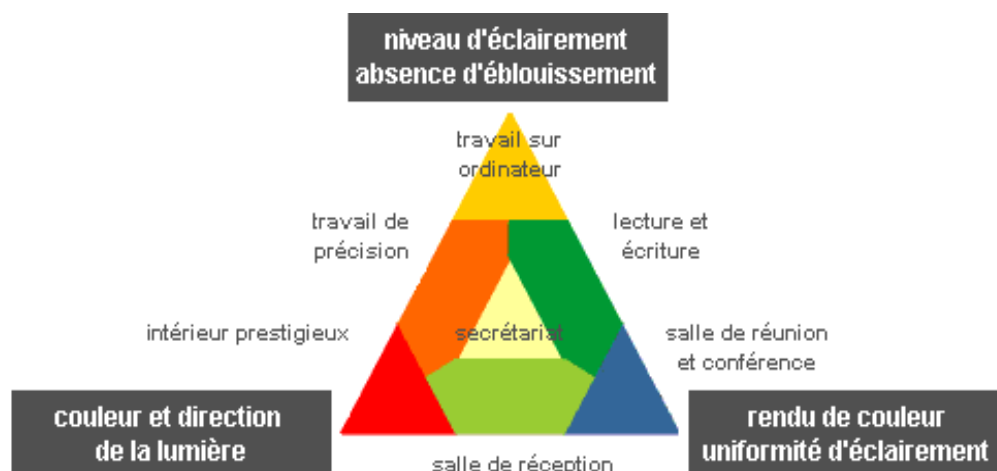 niveau d'éclairement
absence d'éblouissement
travail sur
ordinateur
travail de
précision
lecture et
écriture
intérieur prestigieux
secrétariat
salle de réunion
et conférence
couleur et direction
de la lumière
rendu de couleur
uniformité d'éclairement
salle de réception